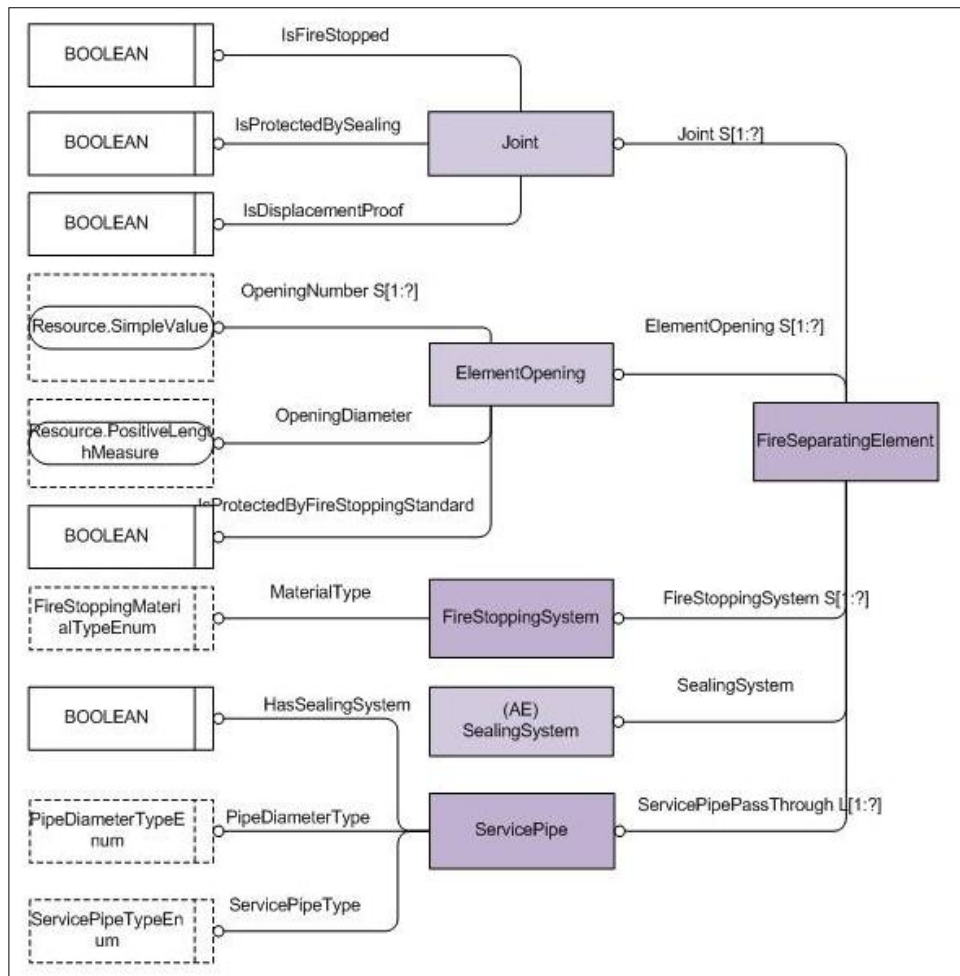 IsFireStopped
BOOLEAN
IsProtectedBySealing
BOOLEAN
Joint
Joint S[1:?]
IsDisplacementProof
BOOLEAN
OpeningNumber S[1:?]
Resource.SimpleValue
ElementOpening S[1:?]
ElementOpening
OpeningDiameter
Resource.PositiveLengt
hMeasure
FireSeparatingElement
IsProtectedByFireStoppingStandard
BOOLEAN
MaterialType
FireStoppingMateri
alTypeEnum
FireStoppingSystem
FireStoppingSystem S[1:?]
HasSealingSystem
BOOLEAN
(AE)
SealingSystem
SealingSystem
PipeDiameterType
PipeDiameterTypeE
num
ServicePipe
ServicePipePassThrough L[1:?]
ServicePipeType
ServicePipeTypeEn
um